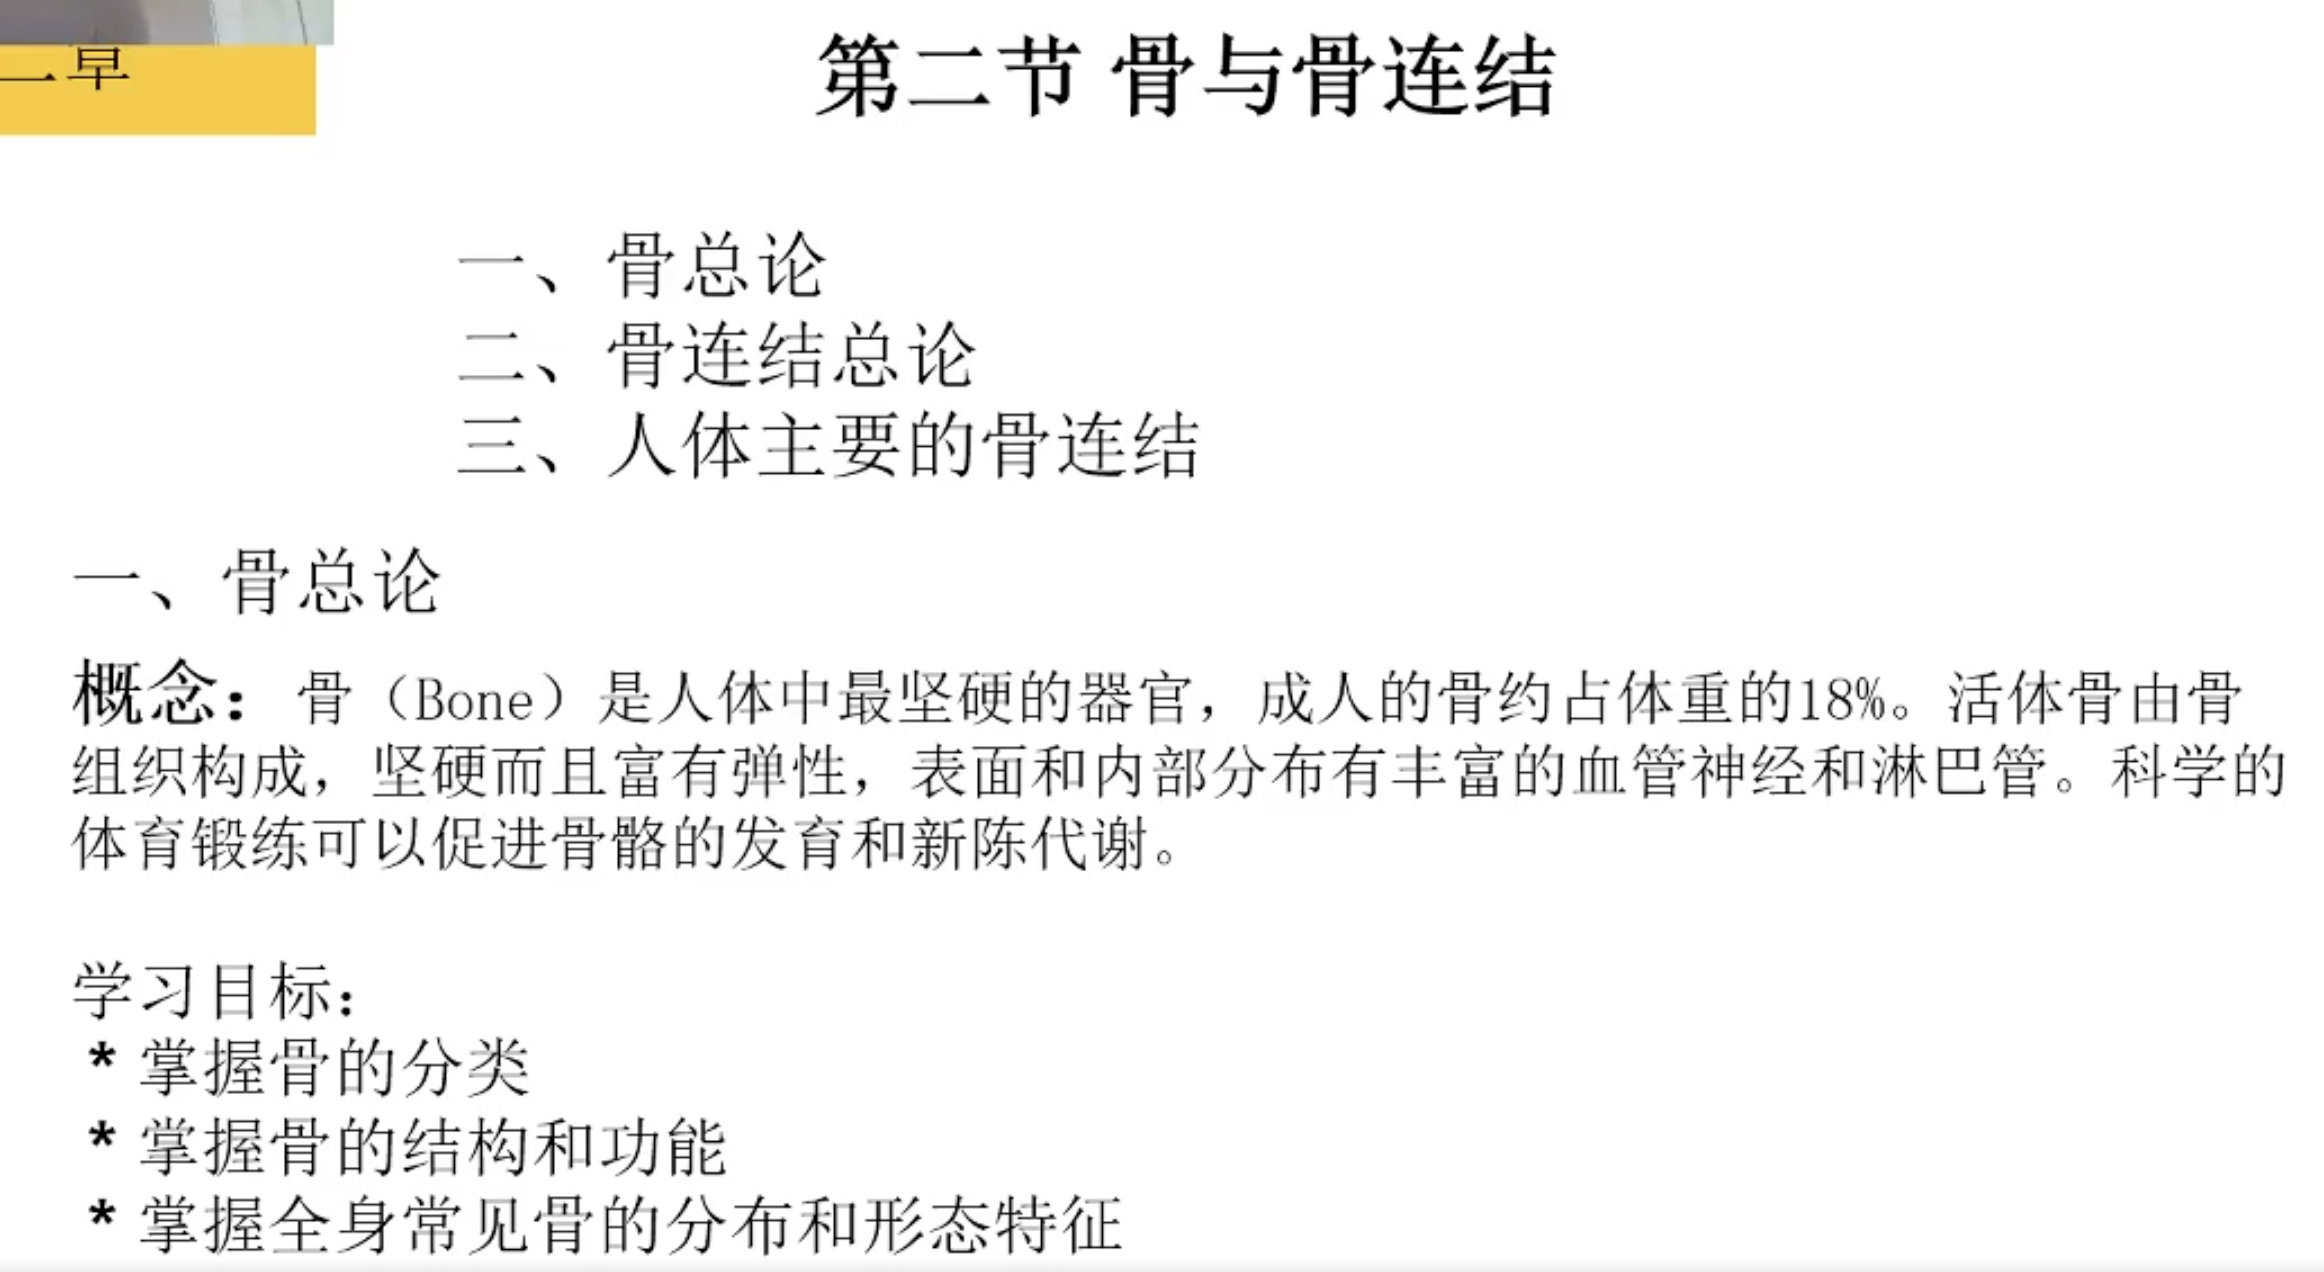 第二节 骨与骨连结
一、骨总论
二、骨连结总论
三、人体主要的骨连结
一、骨总论
概念：骨（Bone）是人体中最坚硬的器官，成人的骨约占体重的18%。活体骨由骨
组织构成，坚硬而且富有弹性，表面和内部分布有丰富的血管神经和淋巴管。科学的
体育锻炼可以促进骨骼的发育和新陈代谢。
学习目标：
* 掌握骨的分类
* 掌握骨的结构和功能
* 掌握全身常见骨的分布和形态特征